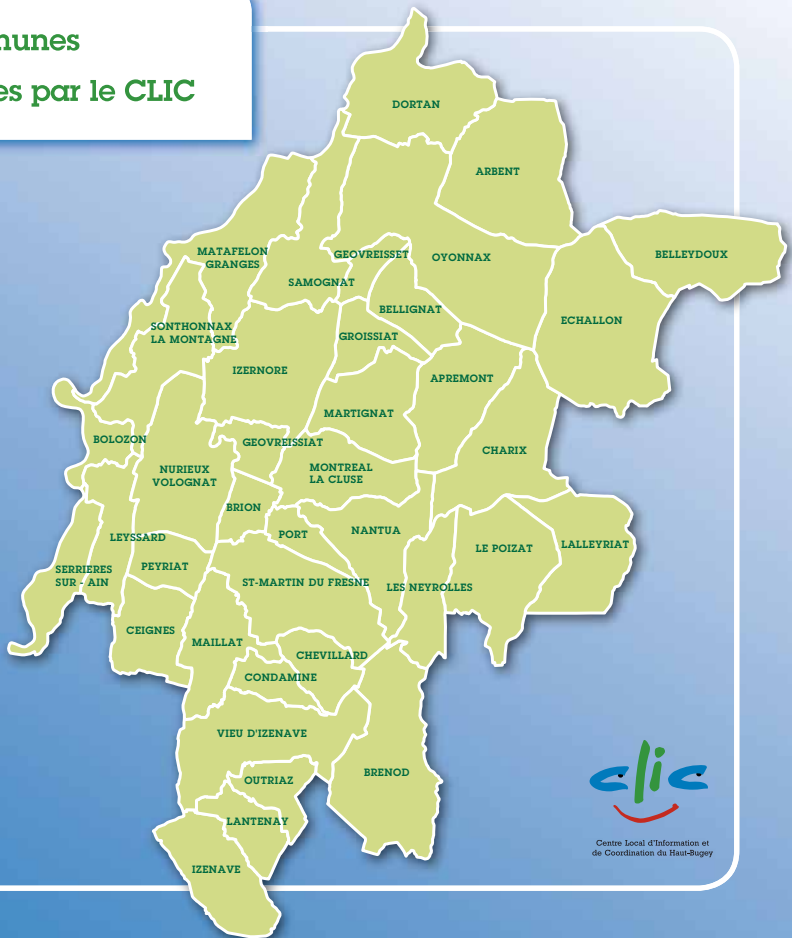 munes
es par le CLIC
DORTAN
ARBENT
BELLEYDOUX
MATAFELON
GRANGES
GEOVREISSET
OYONNAX
SAMOGNAT
BELLIGNAT
ECHALLON
SONTHONNAX
LA MONTAGNE
GROISSIAT
IZERNORE
APREMONT
MARTIGNAT
BOLOZON
GEOVREISSIAT
CHARIX
NURIEUX
VOLOGNAT
MONTREAL
LA CLUSE
BRION
LEYSSARD
PORT
NANTUA
LE POIZAT
LALLEYRIAT
SERRIERES
SUR - AIN
PEYRIAT
ST-MARTIN DU FRESNE
LES NEYROLLES
CEIGNES
MAILLAT
CHEVILLARD
CONDAMINE
VIEU D'IZENAVE
OUTRIAZ
BRENOD
LANTENAY
IZENAVE
clic
Centre Local d'Information et
de Coordination du Haut-Bugey